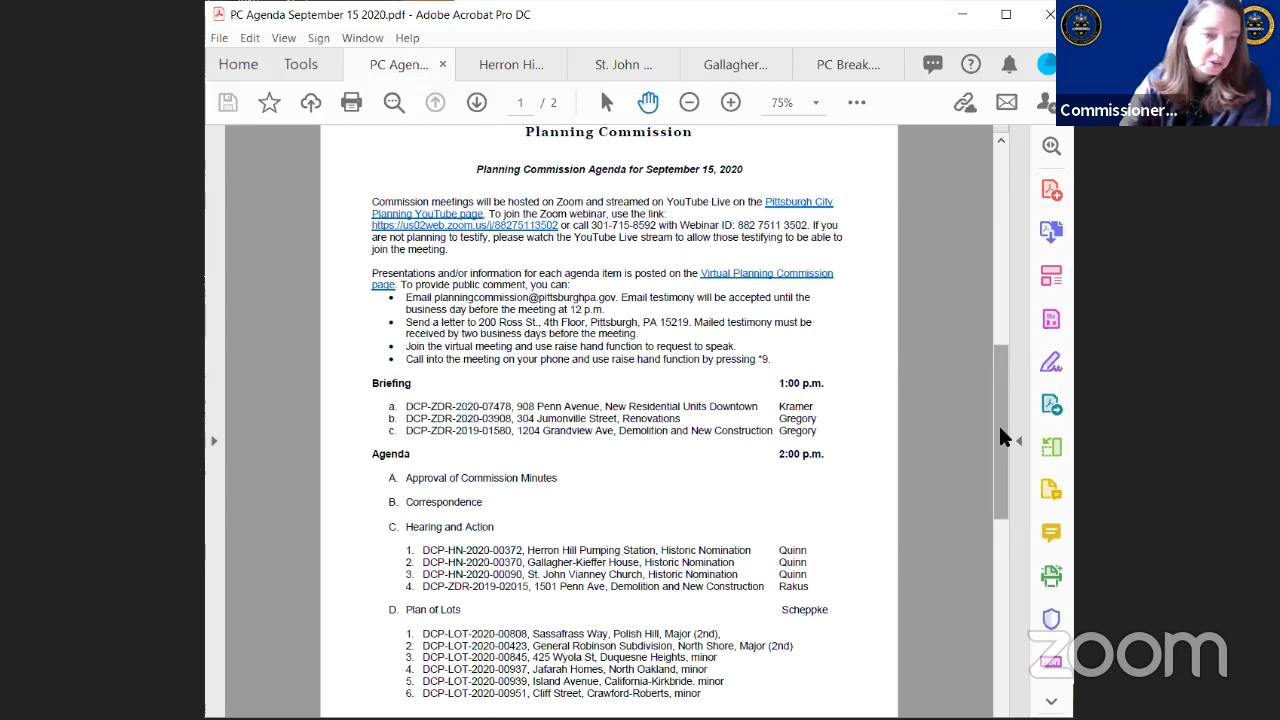 PC Agenda September 15 2020.pdf - Adobe Acrobat Pro DC
File Edit View Window Help
Home Tools PC Agen... × Herron Hi... St. John ... Gallagher... PC Break....
1 / 2 75%
Commissioner...
Planning Commission
Planning Commission Agenda for September 15, 2020
Commission meetings will be hosted on Zoom and streamed on YouTube Live on the Pittsburgh City
Planning YouTube page. To join the Zoom webinar, use the link:
https://us02web.zoom.us/j/88275113502 or call 301-715-8592 with Webinar ID: 882 7511 3502. If you
are not planning to testify, please watch the YouTube Live stream to allow those testifying to be able to
join the meeting.
Presentations and/or information for each agenda item is posted on the Virtual Planning Commission
page. To provide public comment, you can:
• Email planningcommission@pittsburghpa.gov. Email testimony will be accepted until the
business day before the meeting at 12 p.m.
• Send a letter to 200 Ross St., 4th Floor, Pittsburgh, PA 15219. Mailed testimony must be
received by two business days before the meeting.
• Join the virtual meeting and use raise hand function to request to speak.
• Call into the meeting on your phone and use raise hand function by pressing *9.
Briefing 1:00 p.m.
a. DCP-ZDR-2020-07478, 908 Penn Avenue, New Residential Units Downtown Kramer
b. DCP-ZDR-2020-03908, 304 Jumonville Street, Renovations Gregory
c. DCP-ZDR-2019-01580, 1204 Grandview Ave, Demolition and New Construction Gregory
Agenda 2:00 p.m.
A. Approval of Commission Minutes
B. Correspondence
C. Hearing and Action
1. DCP-HN-2020-00372, Herron Hill Pumping Station, Historic Nomination Quinn
2. DCP-HN-2020-00370, Gallagher-Kieffer House, Historic Nomination Quinn
3. DCP-HN-2020-00090, St. John Vianney Church, Historic Nomination Quinn
4. DCP-ZDR-2019-02015, 1501 Penn Ave, Demolition and New Construction Rakus
D. Plan of Lots Scheppke
1. DCP-LOT-2020-00808, Sassafrass Way, Polish Hill, Major (2nd),
2. DCP-LOT-2020-00423, General Robinson Subdivision, North Shore, Major (2nd)
3. DCP-LOT-2020-00845, 425 Wyola St, Duquesne Heights, minor
4. DCP-LOT-2020-00937, Jafarah Homes, North Oakland, minor
5. DCP-LOT-2020-00939, Island Avenue, California-Kirkbride. minor
6. DCP-LOT-2020-00951, Cliff Street, Crawford-Roberts, minor
zoom